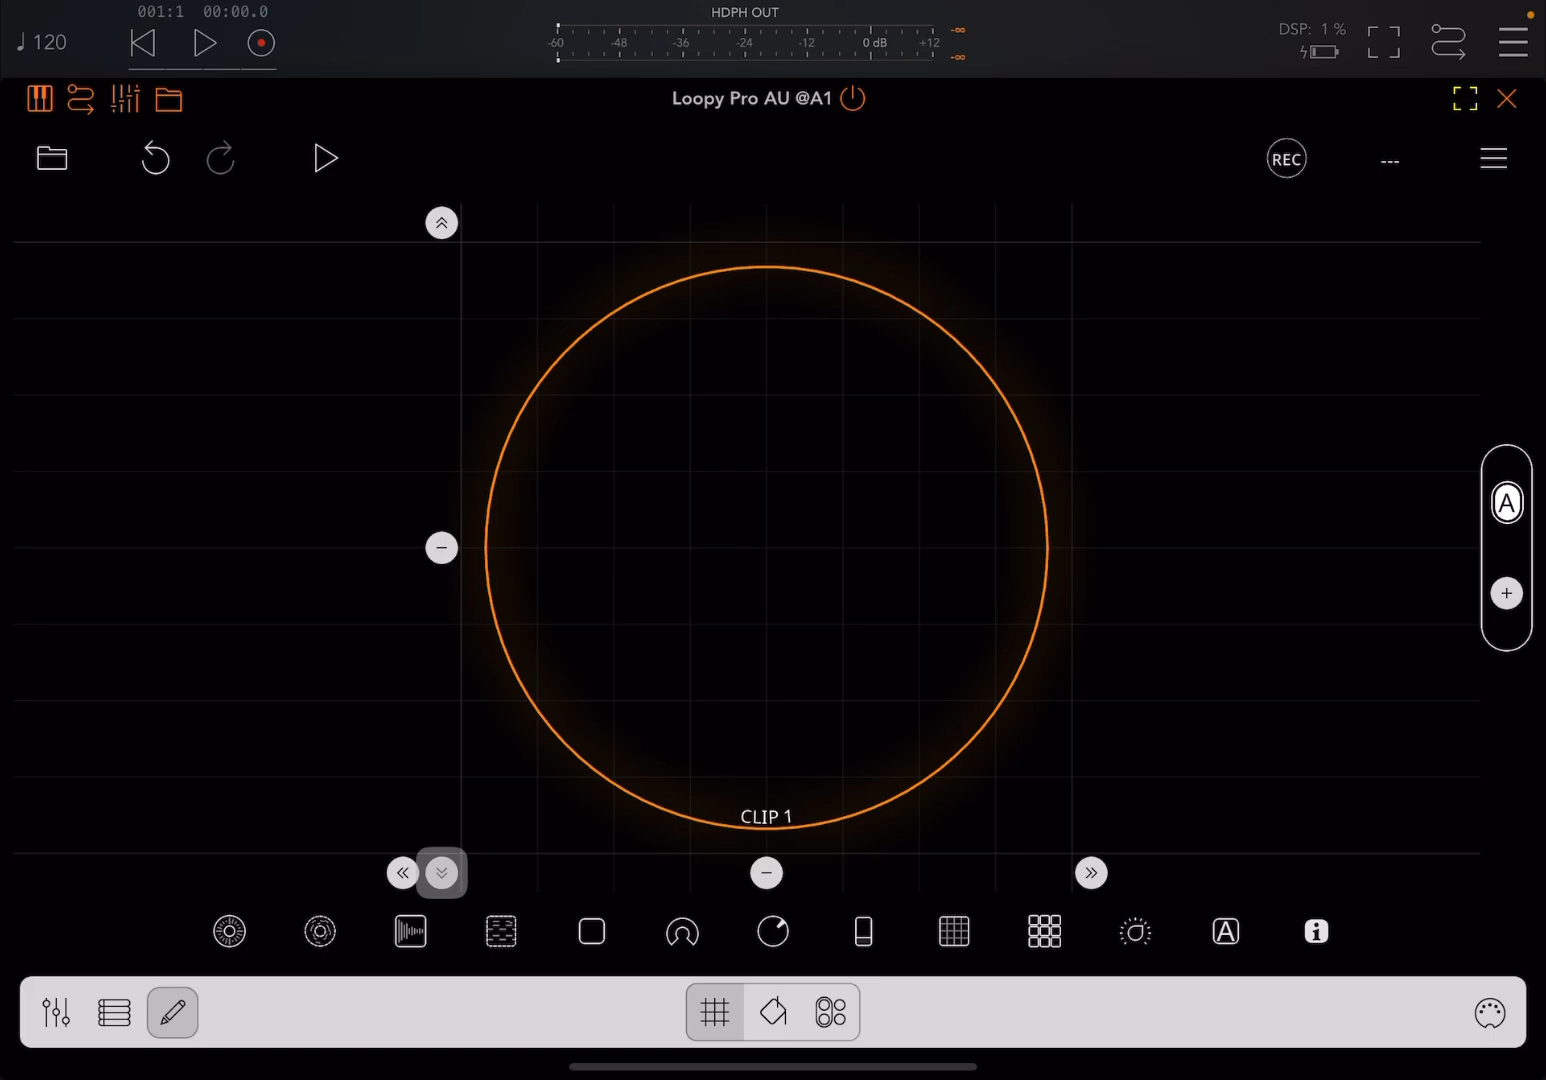 001:1 00:00.0
♩ 120
HDPH OUT
-60 -48 -36 -24 -12 0 dB +12
-∞
-∞
DSP: 1 %
Loopy Pro AU @A1
REC
---
A
CLIP 1
A
i